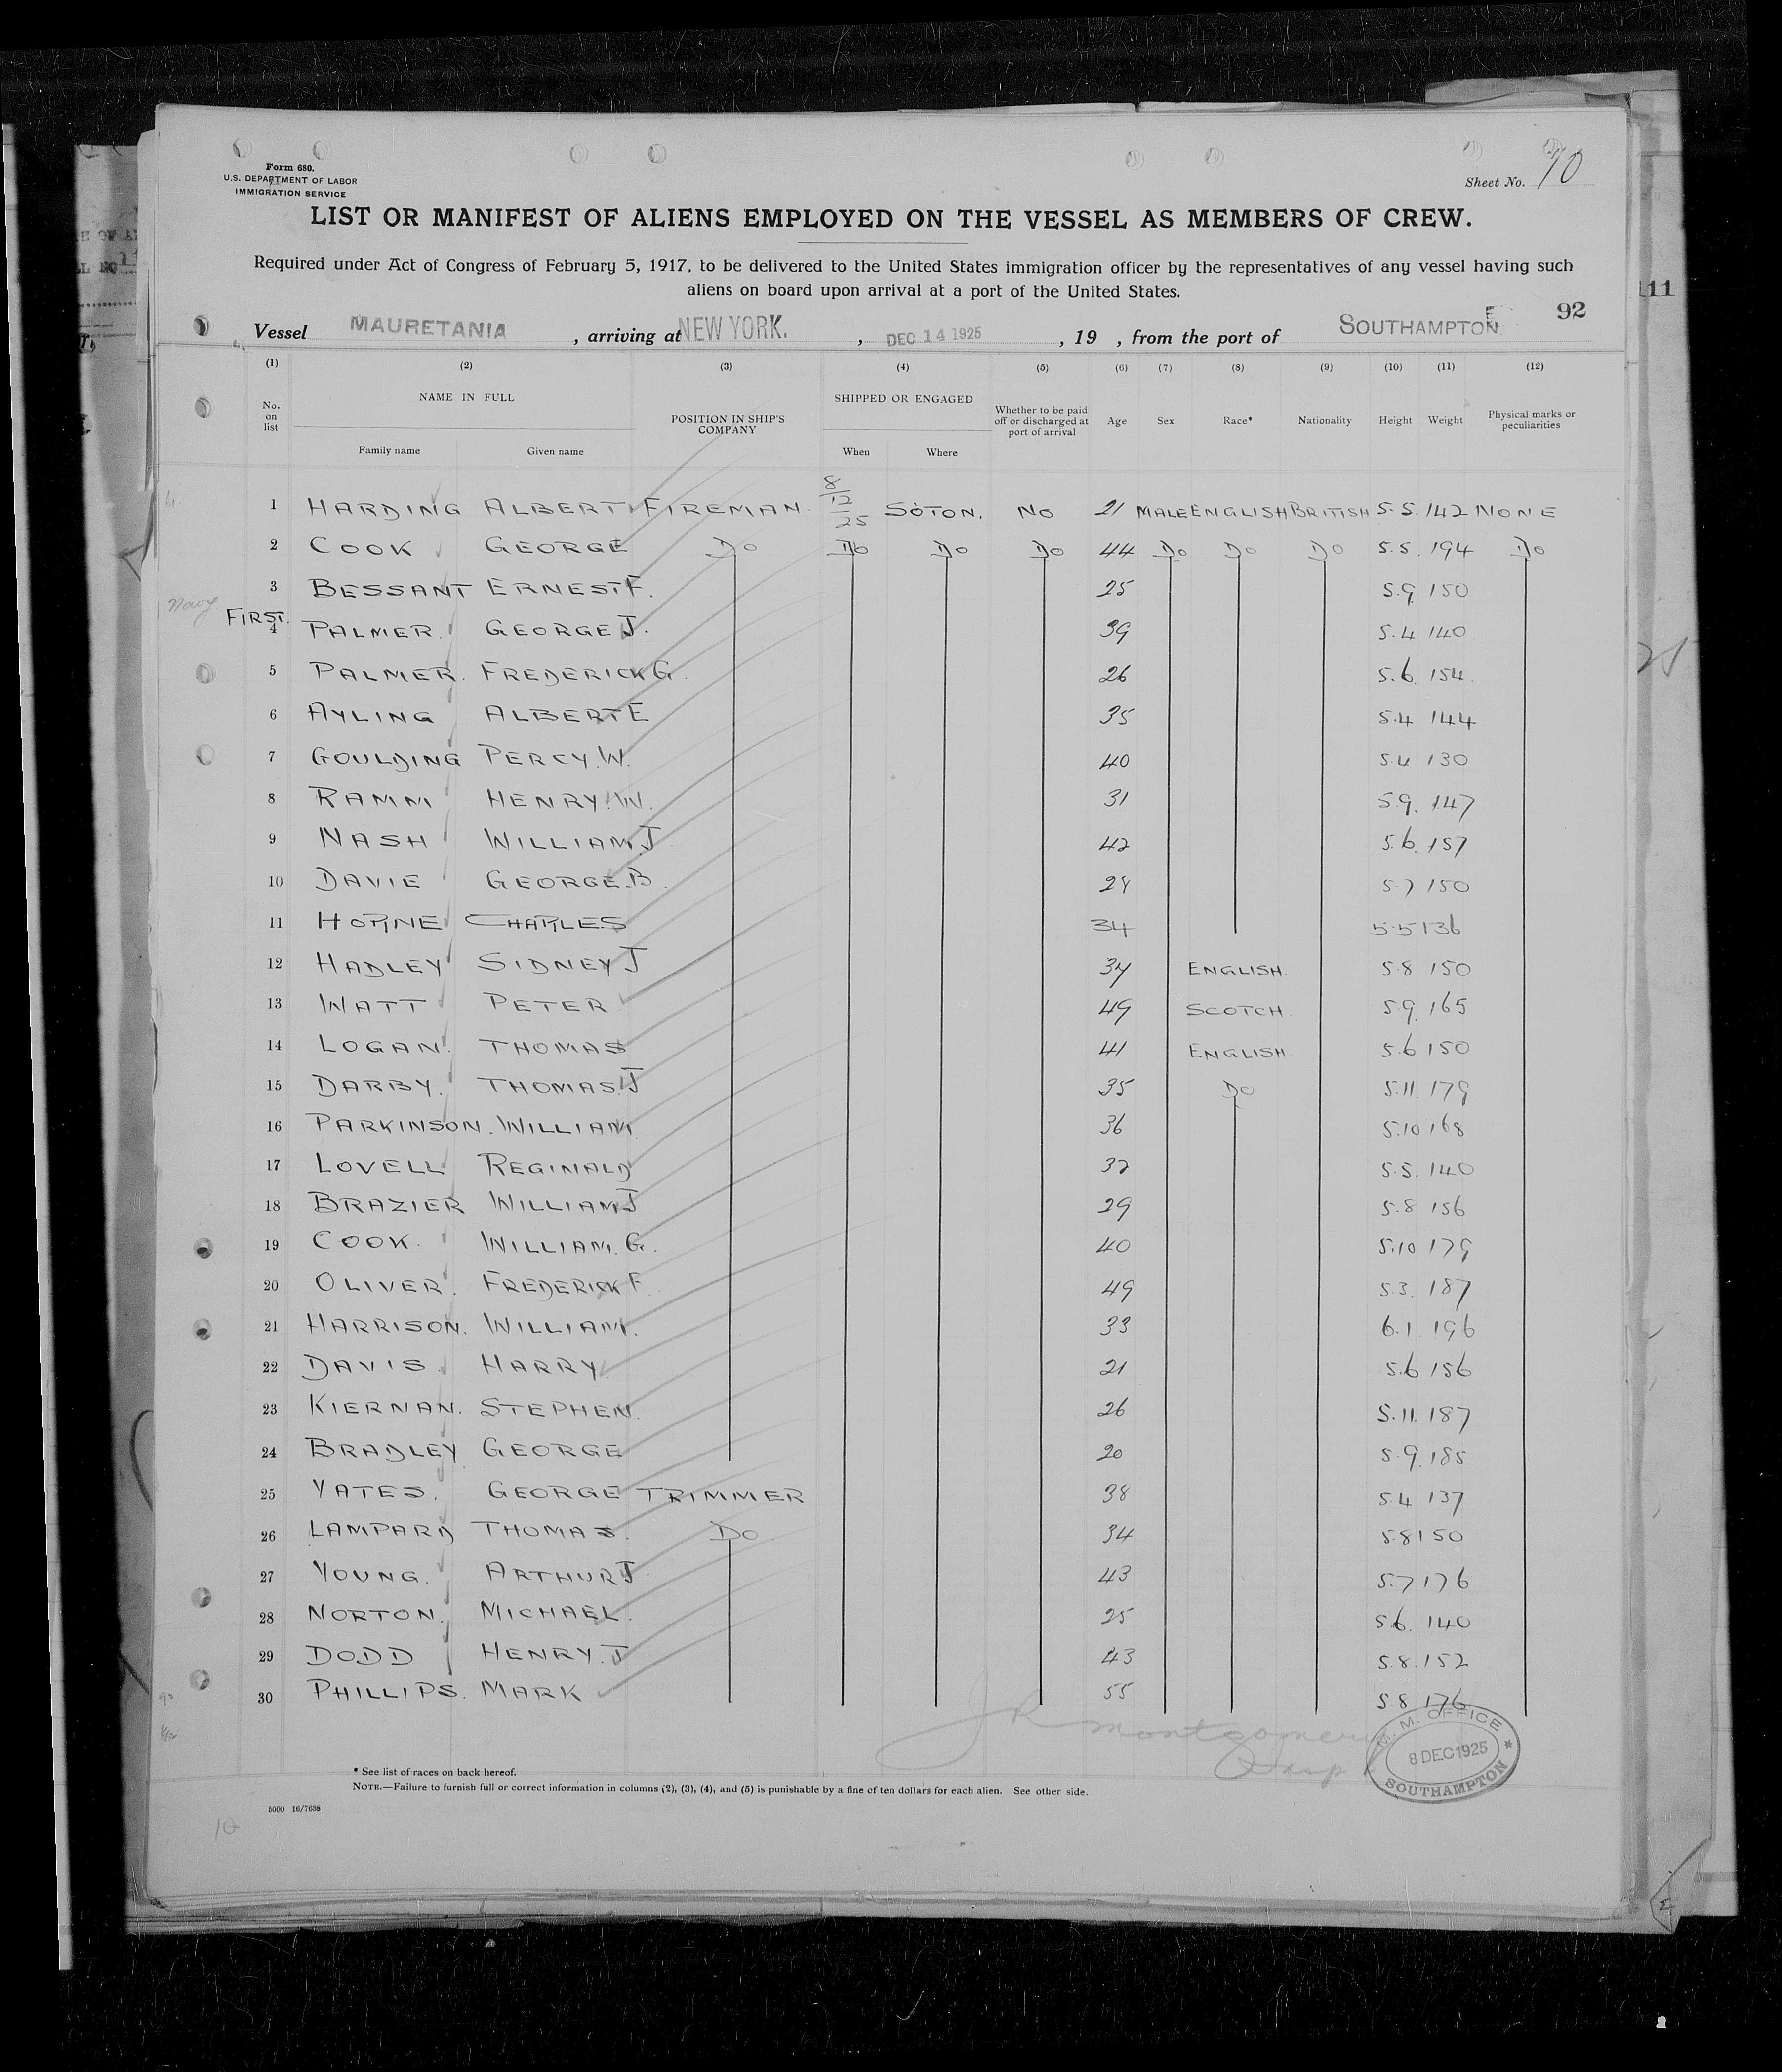 Form 680.
U.S. DEPARTMENT OF LABOR
IMMIGRATION SERVICE
Sheet No. 10
LIST OR MANIFEST OF ALIENS EMPLOYED ON THE VESSEL AS MEMBERS OF CREW.
Required under Act of Congress of February 5, 1917, to be delivered to the United States immigration officer by the representatives of any vessel having such
aliens on board upon arrival at a port of the United States.
92
Vessel MAURETANIA, arriving at NEW YORK., DEC 14 1925, 19 , from the port of SOUTHAMPTON
(1) (2) (3) (4) (5) (6) (7) (8) (9) (10) (11) (12)
No. on list NAME IN FULL Family name Given name POSITION IN SHIP'S COMPANY SHIPPED OR ENGAGED When Where Whether to be paid off or discharged at port of arrival Age Sex Race* Nationality Height Weight Physical marks or peculiarities
1 HARDING ALBERT FIREMAN. 8/12/25 SOTON. NO 21 MALE ENGLISH BRITISH 5.5. 142 NONE
2 COOK GEORGE DO DO DO DO 44 DO DO DO 5.5. 194 DO
3 BESSANT ERNEST F. 25 5.9. 150
FIRST.
4 PALMER. GEORGE J. 39 5.4 140
5 PALMER. FREDERICK G. 26 5.6. 154.
6 AYLING ALBERT E 35 5.4 144
7 GOULDING PERCY. W. 40 5.4 130
8 RAMM HENRY. W. 31 5.9. 147
9 NASH WILLIAM. J. 42 5.6. 157
10 DAVIE GEORGE. B. 5.7 150
11 HORNE CHARLES 34 5.5 136
12 HADLEY SIDNEY J ENGLISH. 5.8 150
13 WATT PETER 49 SCOTCH 5.9. 165
14 LOGAN. THOMAS 41 ENGLISH 5.6 150
15 DARBY. THOMAS. J 35 DO 5.11. 179
16 PARKINSON. WILLIAM. 36 5.10 168
17 LOVELL REGINALD 32 5.5. 140
18 BRAZIER WILLIAM J 29 5.8 156
19 COOK. WILLIAM. G. 40 5.10 179
20 OLIVER. FREDERICK F. 49 5.3. 187
21 HARRISON. WILLIAM. 33 6.1. 196
22 DAVIS. HARRY. 21 5.6 156
23 KIERNAN. STEPHEN. 26 5.11. 187
24 BRADLEY GEORGE 20 5.9. 185
25 YATES. GEORGE TRIMMER 38 5.4 137
26 LAMPARD THOMAS. DO 34 5.8 150
27 YOUNG. ARTHUR J. 43 5.7 176
28 NORTON. MICHAEL. 25 5.6. 140
29 DODD HENRY. J 43 5.8. 152
30 PHILLIPS. MARK 55 5.8 176
Montgomery
M. M. OFFICE
8 DEC 1925
SOUTHAMPTON
* See list of races on back hereof.
NOTE.—Failure to furnish full or correct information in columns (2), (3), (4), and (5) is punishable by a fine of ten dollars for each alien. See other side.
5000 16/7638
10